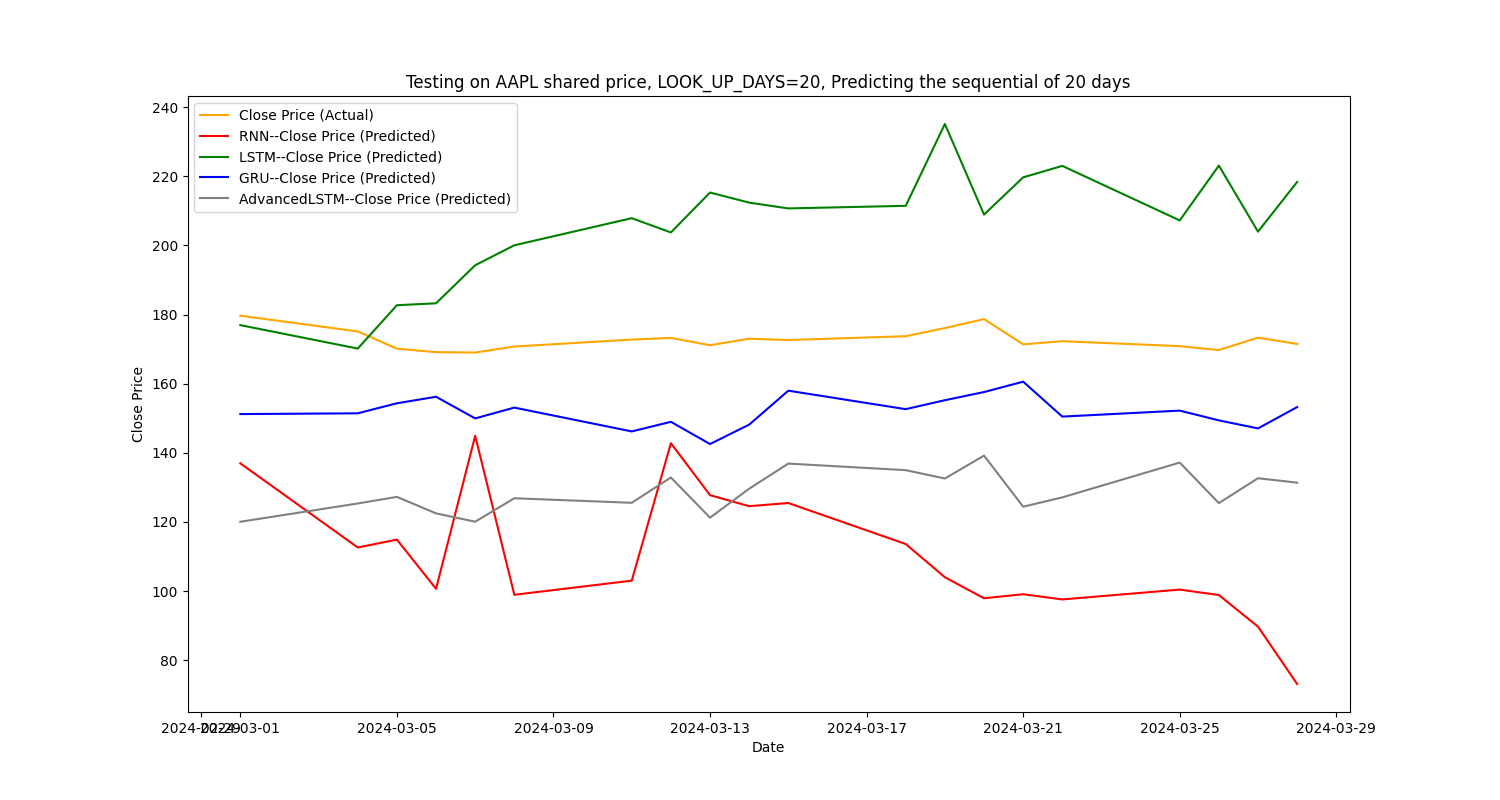 Testing on AAPL shared price, LOOK_UP_DAYS=20, Predicting the sequential of 20 days
Close Price (Actual)
RNN--Close Price (Predicted)
LSTM--Close Price (Predicted)
GRU--Close Price (Predicted)
AdvancedLSTM--Close Price (Predicted)
240
220
200
180
160
140
120
100
80
Close Price
2024-02-29
2024-03-01
2024-03-05
2024-03-09
2024-03-13
2024-03-17
2024-03-21
2024-03-25
2024-03-29
Date